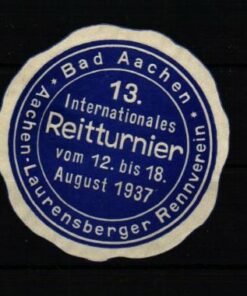 * Bad Aachen *
13.
Internationales
Reitturnier
vom 12. bis 18.
August 1937
Aachen-Laurensberger Rennverein